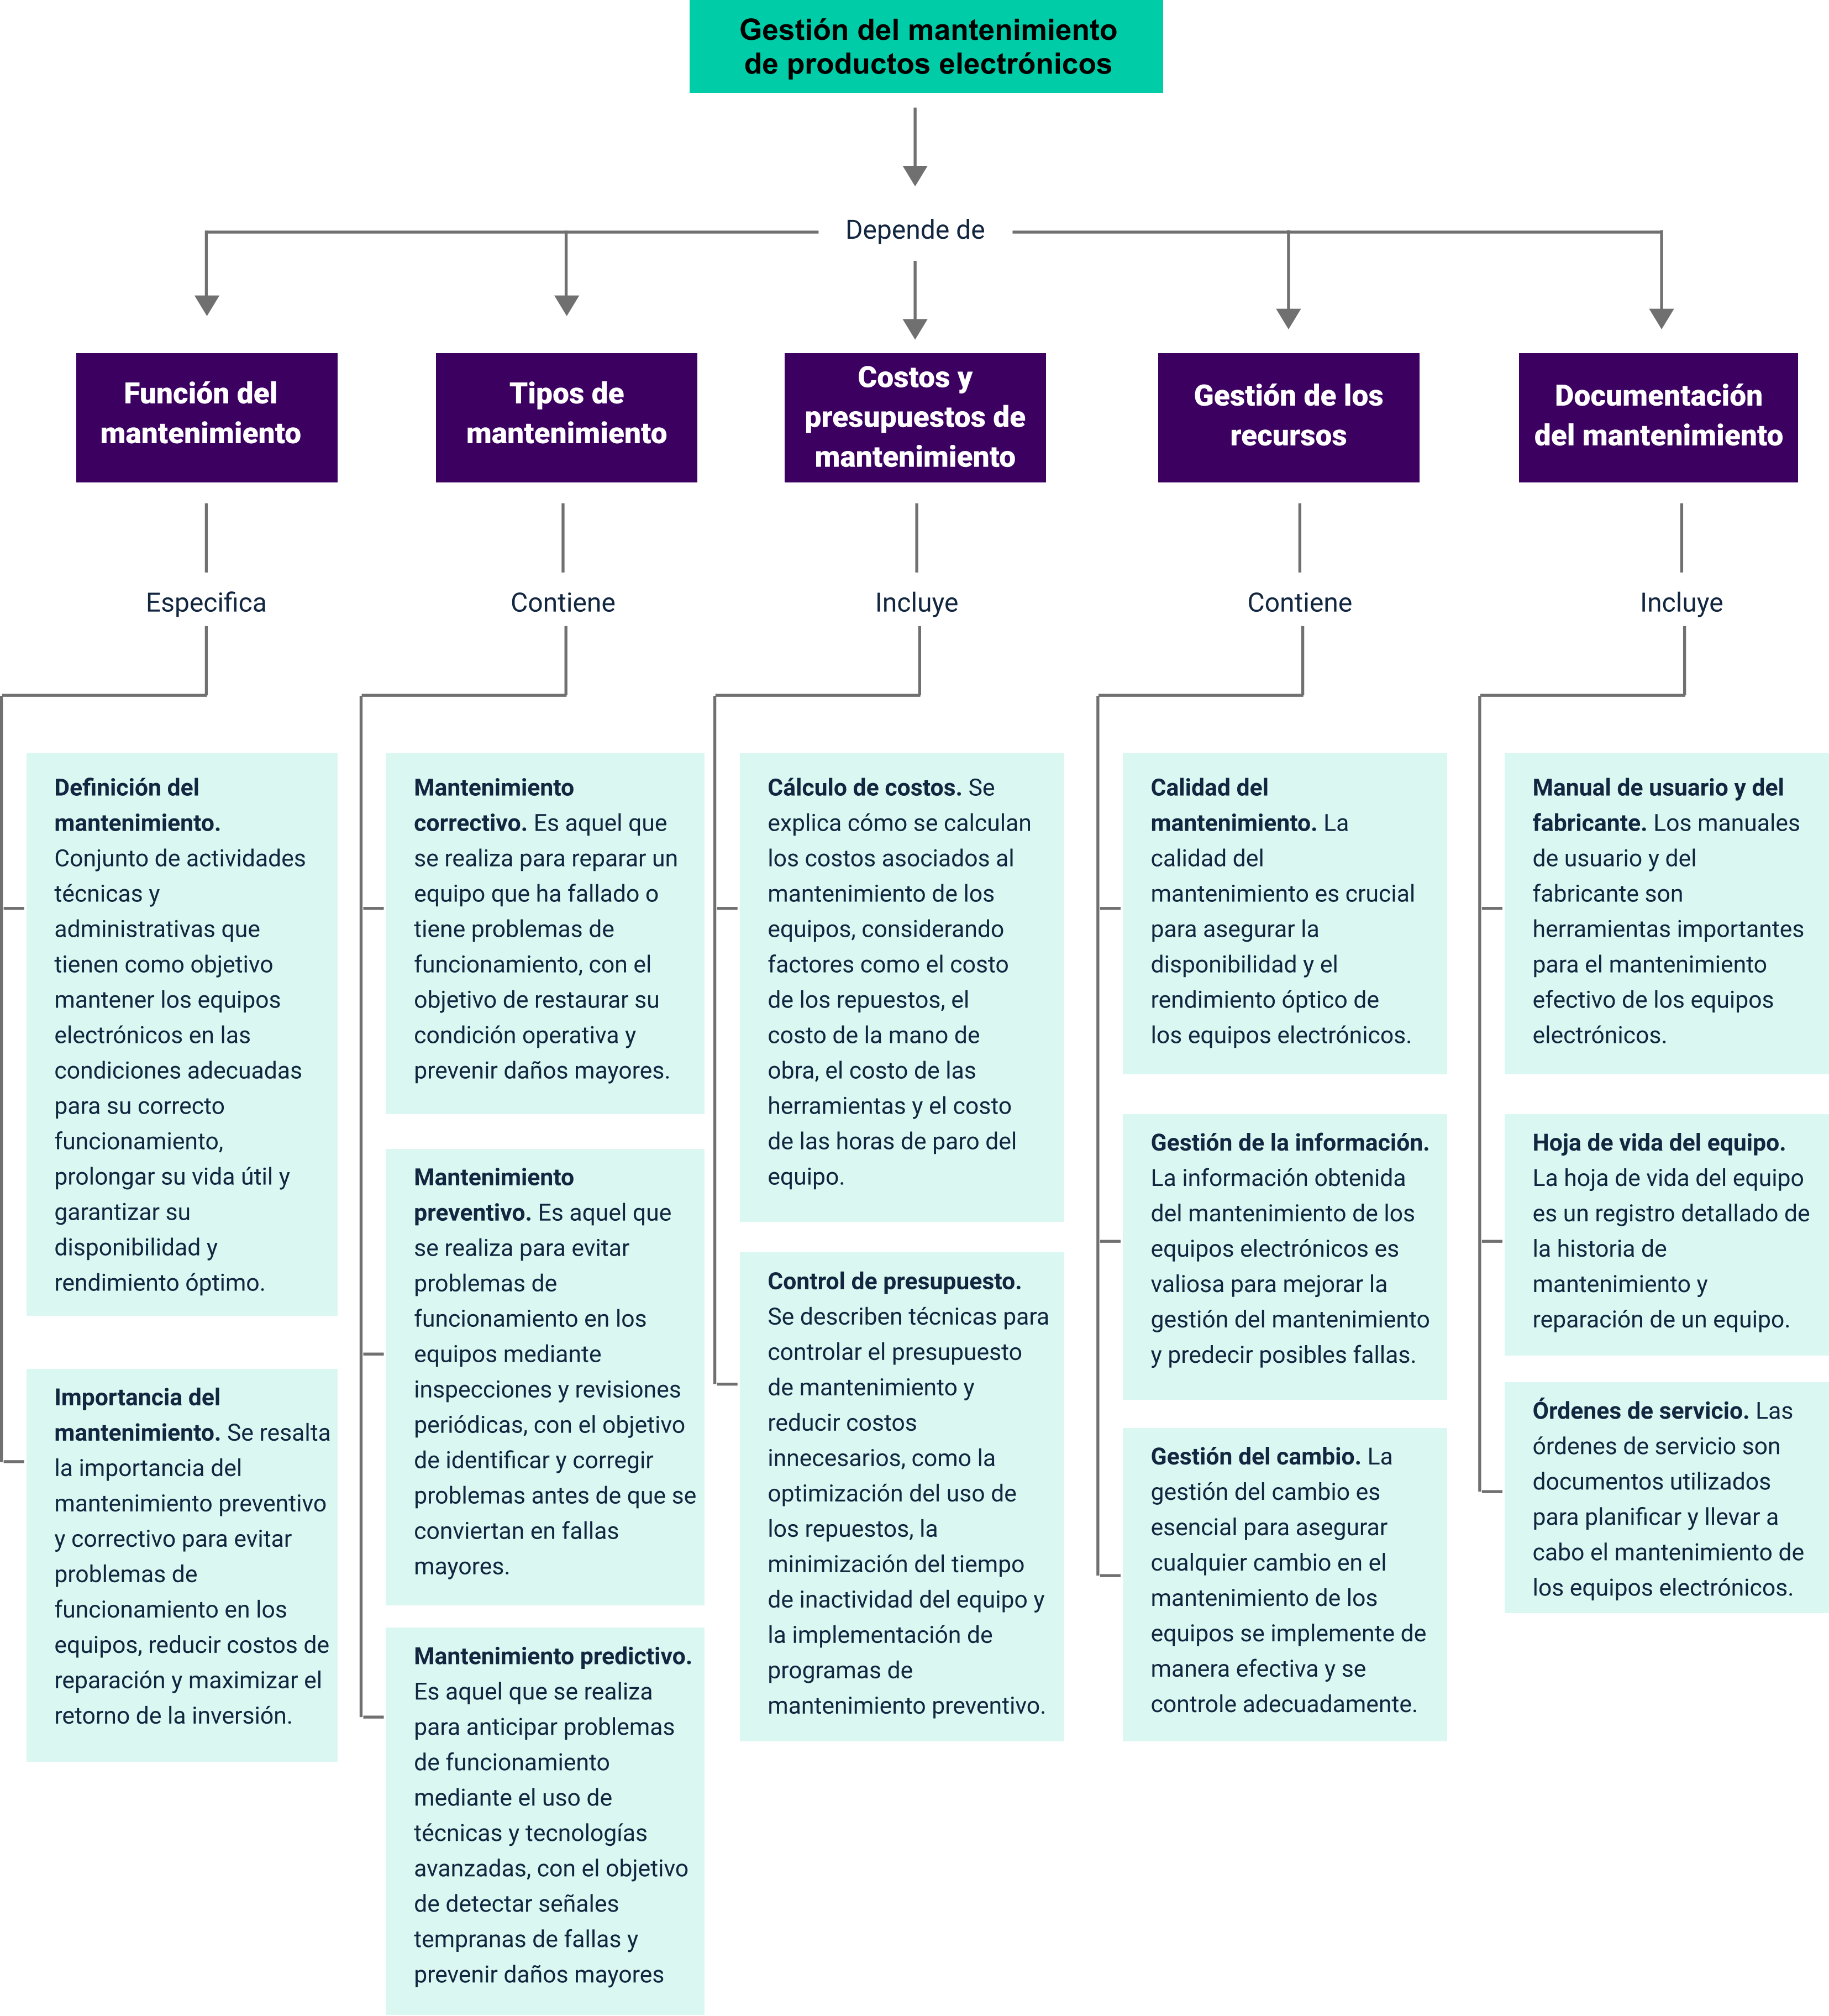 Gestión del mantenimiento
de productos electrónicos
Depende de
Función del
mantenimiento
Tipos de
mantenimiento
Costos y
presupuestos de
mantenimiento
Gestión de los
recursos
Documentación
del mantenimiento
Especifica
Contiene
Incluye
Contiene
Incluye
Definición del
mantenimiento.
Conjunto de actividades
técnicas y
administrativas que
tienen como objetivo
mantener los equipos
electrónicos en las
condiciones adecuadas
para su correcto
funcionamiento,
prolongar su vida útil y
garantizar su
disponibilidad y
rendimiento óptimo.
Importancia del
mantenimiento. Se resalta
la importancia del
mantenimiento preventivo
y correctivo para evitar
problemas de
funcionamiento en los
equipos, reducir costos de
reparación y maximizar el
retorno de la inversión.
Mantenimiento
correctivo. Es aquel que
se realiza para reparar un
equipo que ha fallado o
tiene problemas de
funcionamiento, con el
objetivo de restaurar su
condición operativa y
prevenir daños mayores.
Mantenimiento
preventivo. Es aquel que
se realiza para evitar
problemas de
funcionamiento en los
equipos mediante
inspecciones y revisiones
periódicas, con el objetivo
de identificar y corregir
problemas antes de que se
conviertan en fallas
mayores.
Mantenimiento predictivo.
Es aquel que se realiza
para anticipar problemas
de funcionamiento
mediante el uso de
técnicas y tecnologías
avanzadas, con el objetivo
de detectar señales
tempranas de fallas y
prevenir daños mayores
Cálculo de costos. Se
explica cómo se calculan
los costos asociados al
mantenimiento de los
equipos, considerando
factores como el costo
de los repuestos, el
costo de la mano de
obra, el costo de las
herramientas y el costo
de las horas de paro del
equipo.
Control de presupuesto.
Se describen técnicas para
controlar el presupuesto
de mantenimiento y
reducir costos
innecesarios, como la
optimización del uso de
los repuestos, la
minimización del tiempo
de inactividad del equipo y
la implementación de
programas de
mantenimiento preventivo.
Calidad del
mantenimiento. La
calidad del
mantenimiento es crucial
para asegurar la
disponibilidad y el
rendimiento óptico de
los equipos electrónicos.
Gestión de la información.
La información obtenida
del mantenimiento de los
equipos electrónicos es
valiosa para mejorar la
gestión del mantenimiento
y predecir posibles fallas.
Gestión del cambio. La
gestión del cambio es
esencial para asegurar
cualquier cambio en el
mantenimiento de los
equipos se implemente de
manera efectiva y se
controle adecuadamente.
Manual de usuario y del
fabricante. Los manuales
de usuario y del
fabricante son
herramientas importantes
para el mantenimiento
efectivo de los equipos
electrónicos.
Hoja de vida del equipo.
La hoja de vida del equipo
es un registro detallado de
la historia de
mantenimiento y
reparación de un equipo.
Órdenes de servicio. Las
órdenes de servicio son
documentos utilizados
para planificar y llevar a
cabo el mantenimiento de
los equipos electrónicos.